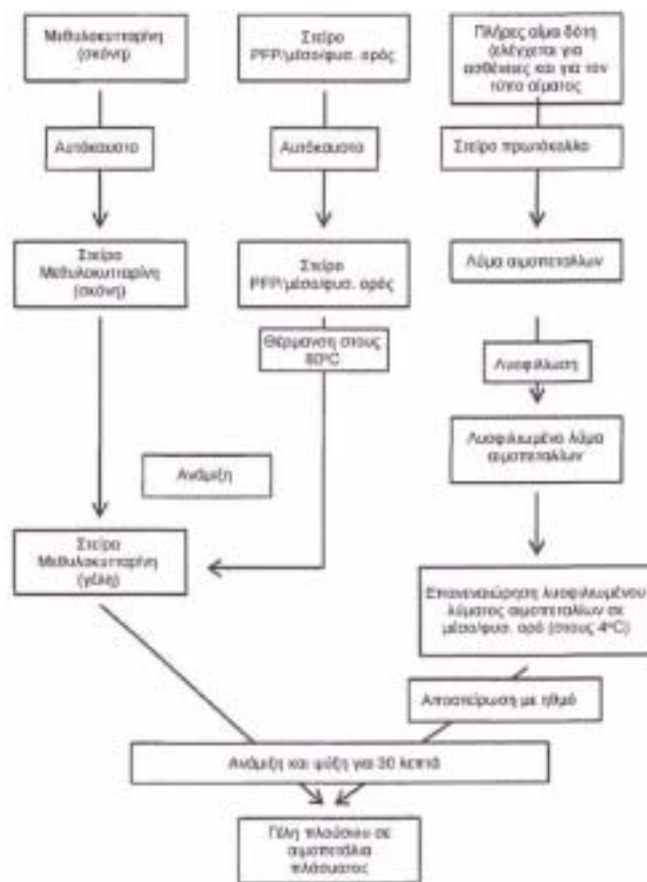 Μεθυλοκυτταρίνη
(σκόνη)
Στείρο
PFP/μέσο/φυσ. ορός
Πλήρες αίμα δότη
(ελέγχεται για
ασθένειες και για τον
τύπο αίματος
Αυτόκαυστο
Αυτόκαυστο
Στείρο πρωτόκολλο
Στείρα
Μεθυλοκυτταρίνη
(σκόνη)
Στείρο
PFP/μέσο/φυσ. ορός
Λύμα αιμοπεταλίων
Θέρμανση στους
80°C
Λυοφιλίωση
Ανάμιξη
Λυοφιλιωμένο λύμα
αιμοπεταλίων
Στείρα
Μεθυλοκυτταρίνη
(γέλη)
Επανεναιώρηση λυοφιλιωμένου
λύματος αιμοπεταλίων σε
μέσο/φυσ. ορό (στους 4°C)
Αποστείρωση με ηθμό
Ανάμιξη και ψύξη για 30 λεπτά
Γέλη πλούσιου σε
αιμοπετάλια
πλάσματος